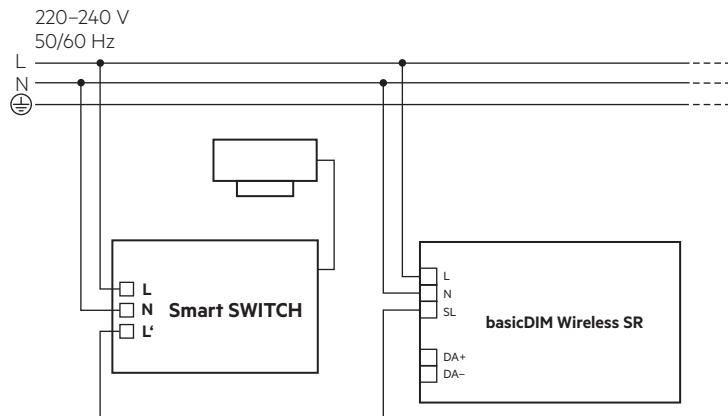 220–240 V
50/60 Hz
L
N
L
N
L‘
Smart SWITCH
L
N
SL
DA+
DA–
basicDIM Wireless SR